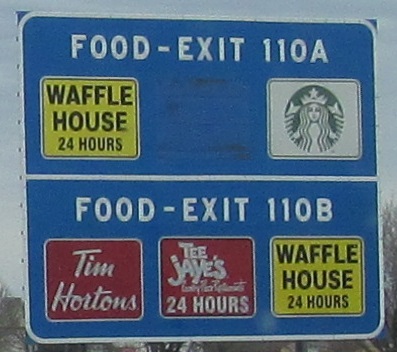 FOOD-EXIT 110A
WAFFLE
HOUSE
24 HOURS
FOOD-EXIT 110B
Tim
Hortons
TEE
JAYE'S
24 HOURS
WAFFLE
HOUSE
24 HOURS